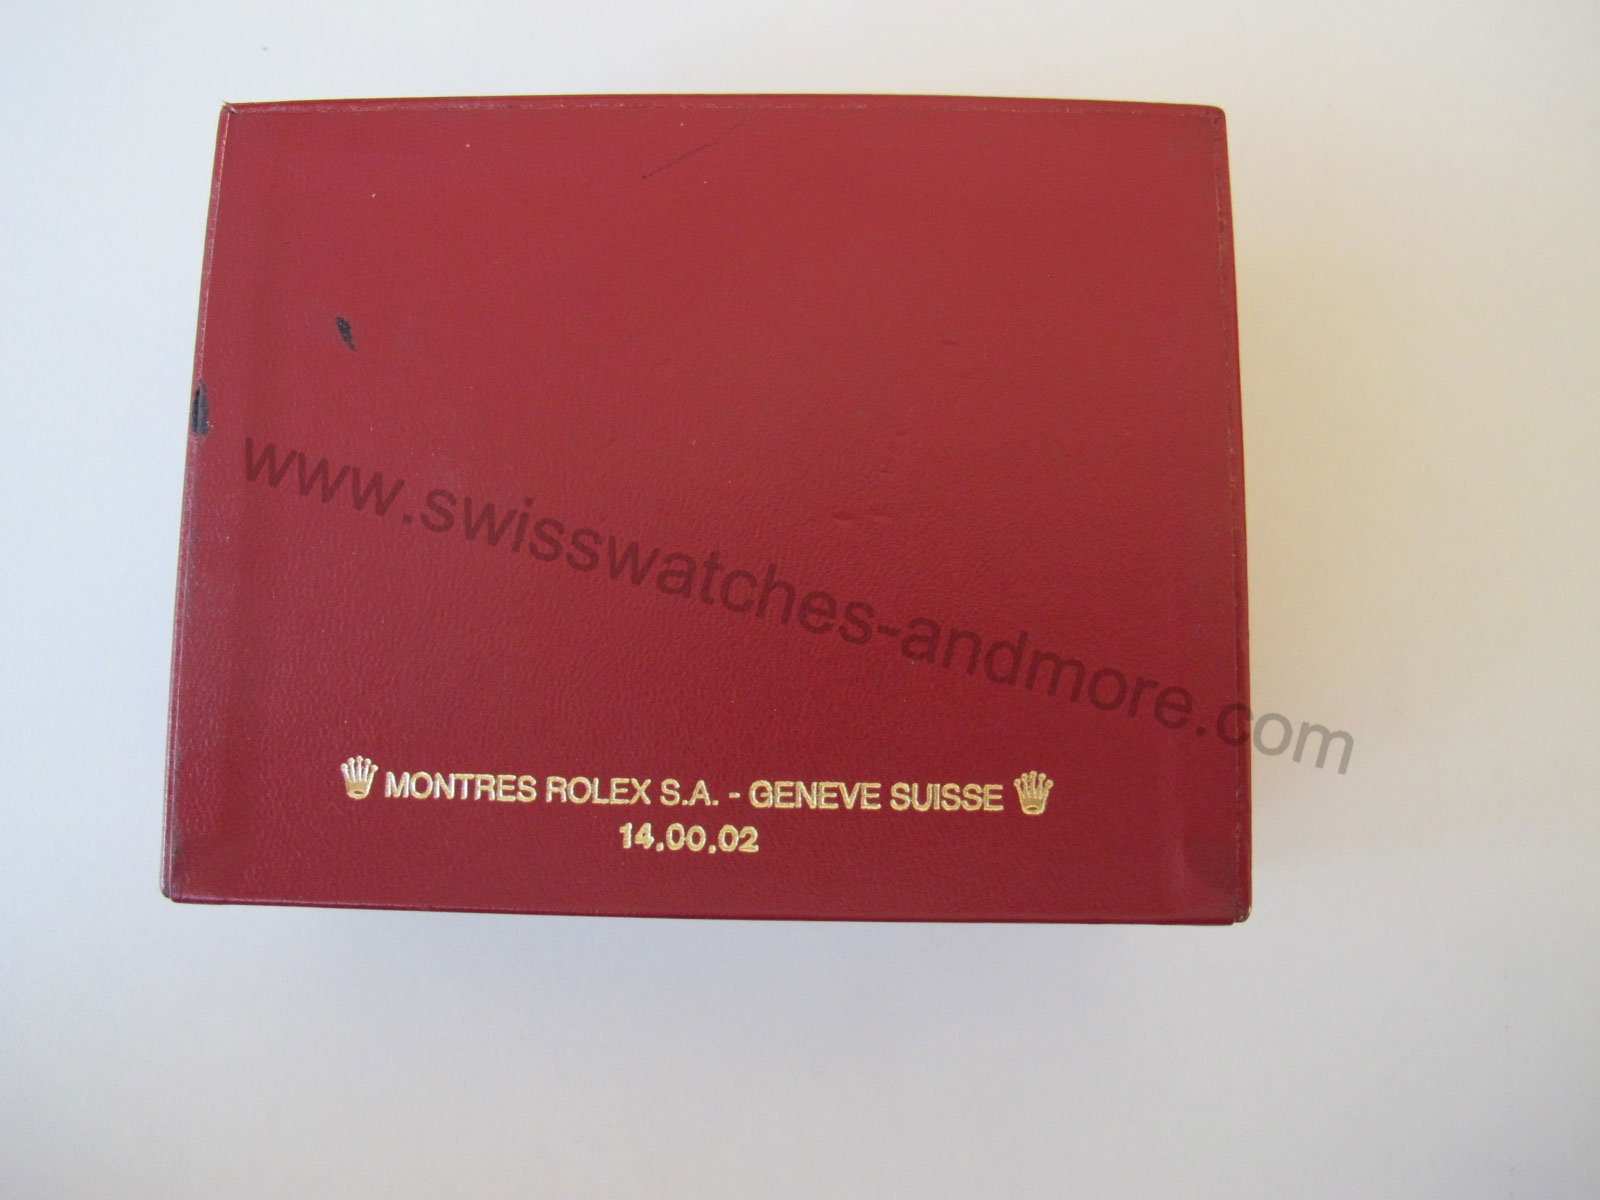 www.swisswatches-andmore.com
MONTRES ROLEX S.A. - GENEVE SUISSE
14.00.02